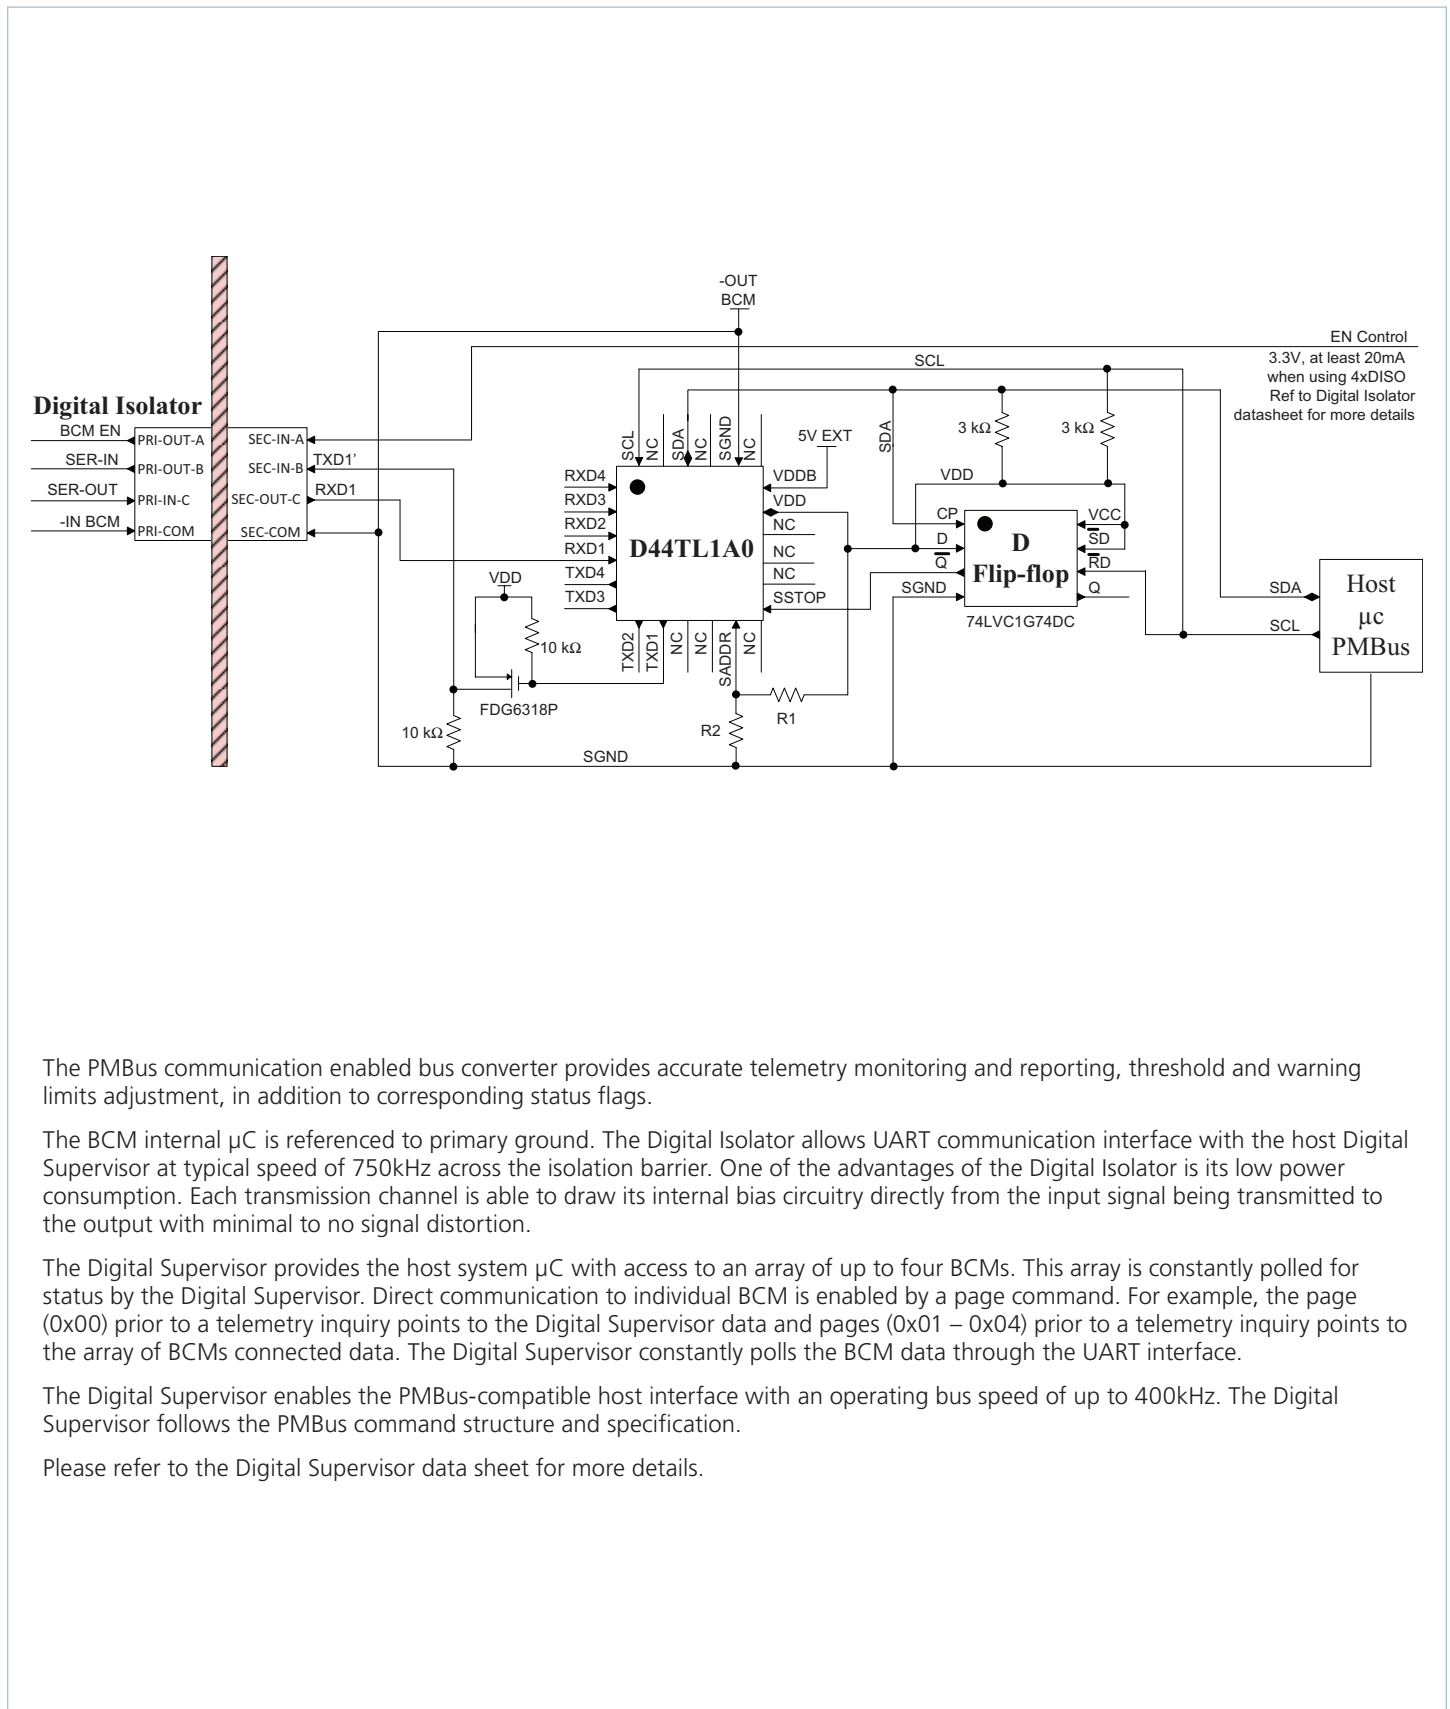 -OUT
BCM
EN Control
3.3V, at least 20mA
when using 4xDISO
Ref to Digital Isolator
datasheet for more details
SCL
Digital Isolator
BCM EN
PRI-OUT-A
SEC-IN-A
SER-IN
PRI-OUT-B
SEC-IN-B
TXD1'
SER-OUT
PRI-IN-C
SEC-OUT-C
RXD1
-IN BCM
PRI-COM
SEC-COM
SCL
NC
SDA
NC
SGND
NC
5V EXT
SDA
3 kΩ
3 kΩ
RXD4
RXD3
RXD2
RXD1
TXD4
TXD3
D44TL1A0
VDDB
VDD
NC
NC
NC
SSTOP
TXD2
TXD1
NC
NC
SADDR
NC
VDD
CP
D
Q
SGND
D
Flip-flop
VCC
SD
RD
Q
74LVC1G74DC
SDA
SCL
Host
µc
PMBus
VDD
10 kΩ
FDG6318P
10 kΩ
R1
R2
SGND
The PMBus communication enabled bus converter provides accurate telemetry monitoring and reporting, threshold and warning
limits adjustment, in addition to corresponding status flags.
The BCM internal µC is referenced to primary ground. The Digital Isolator allows UART communication interface with the host Digital
Supervisor at typical speed of 750kHz across the isolation barrier. One of the advantages of the Digital Isolator is its low power
consumption. Each transmission channel is able to draw its internal bias circuitry directly from the input signal being transmitted to
the output with minimal to no signal distortion.
The Digital Supervisor provides the host system µC with access to an array of up to four BCMs. This array is constantly polled for
status by the Digital Supervisor. Direct communication to individual BCM is enabled by a page command. For example, the page
(0x00) prior to a telemetry inquiry points to the Digital Supervisor data and pages (0x01 – 0x04) prior to a telemetry inquiry points to
the array of BCMs connected data. The Digital Supervisor constantly polls the BCM data through the UART interface.
The Digital Supervisor enables the PMBus-compatible host interface with an operating bus speed of up to 400kHz. The Digital
Supervisor follows the PMBus command structure and specification.
Please refer to the Digital Supervisor data sheet for more details.